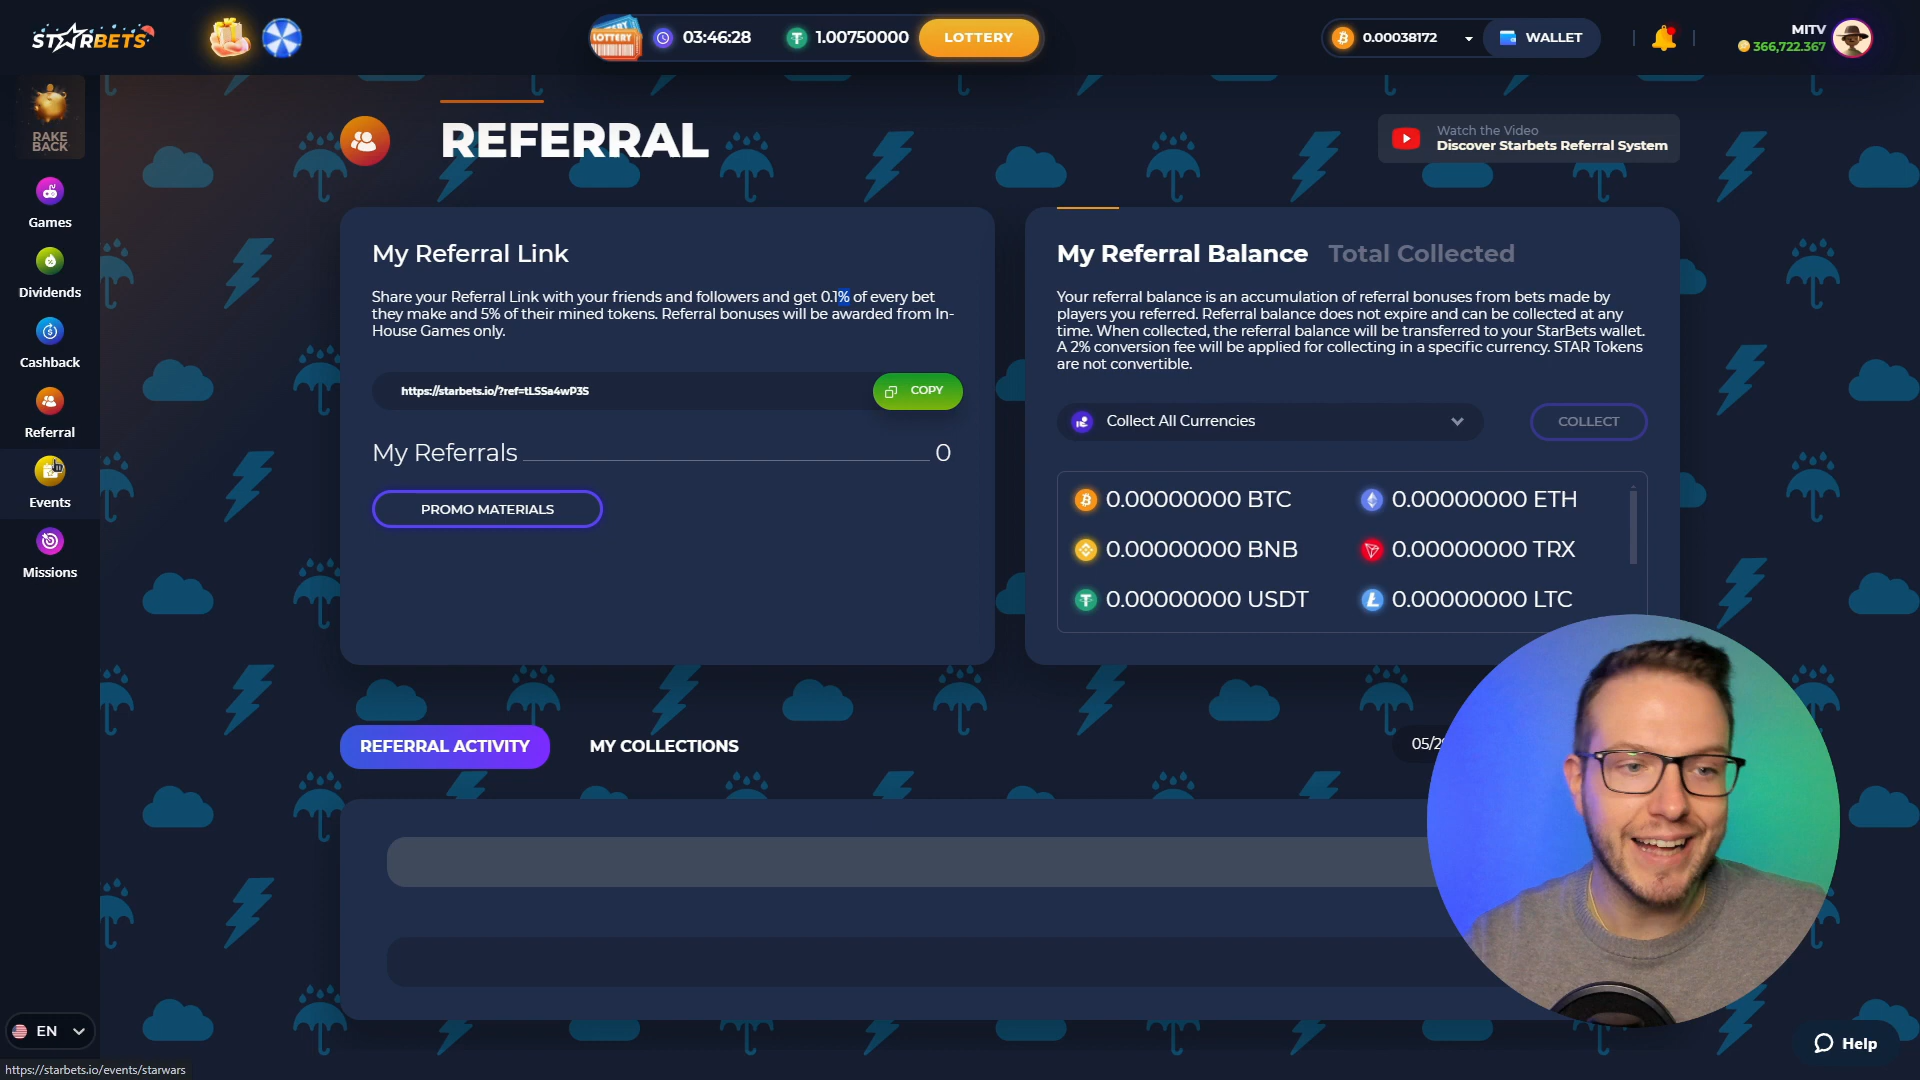 STARBETS
LOTTERY
03:46:28
1.00750000
LOTTERY
0.00038172
WALLET
MITV
366,722.367
RAKE
BACK
Games
Dividends
Cashback
Referral
Events
Missions
EN
REFERRAL
Watch the Video
Discover Starbets Referral System
My Referral Link
Share your Referral Link with your friends and followers and get 0.1% of every bet
they make and 5% of their mined tokens. Referral bonuses will be awarded from In-
House Games only.
https://starbets.io/?ref=tLSSa4wP3S
COPY
My Referrals
0
PROMO MATERIALS
My Referral Balance
Total Collected
Your referral balance is an accumulation of referral bonuses from bets made by
players you referred. Referral balance does not expire and can be collected at any
time. When collected, the referral balance will be transferred to your StarBets wallet.
A 2% conversion fee will be applied for collecting in a specific currency. STAR Tokens
are not convertible.
Collect All Currencies
COLLECT
0.00000000 BTC
0.00000000 ETH
0.00000000 BNB
0.00000000 TRX
0.00000000 USDT
0.00000000 LTC
REFERRAL ACTIVITY
MY COLLECTIONS
Help
https://starbets.io/events/starwars